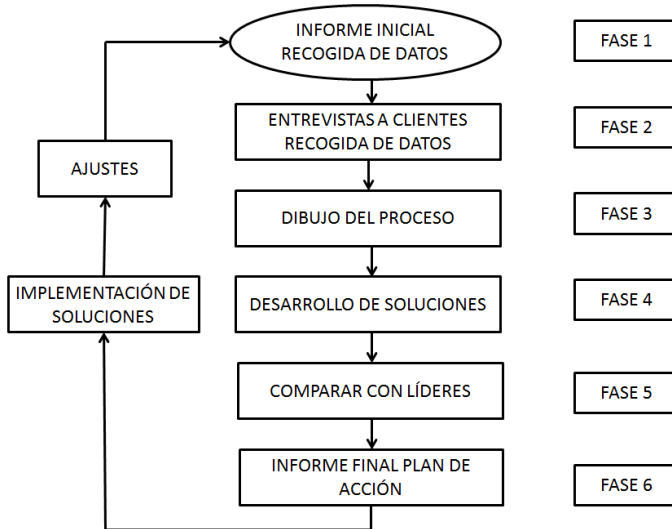 INFORME INICIAL
RECOGIDA DE DATOS
FASE 1
ENTREVISTAS A CLIENTES
RECOGIDA DE DATOS
FASE 2
AJUSTES
DIBUJO DEL PROCESO
FASE 3
IMPLEMENTACIÓN DE
SOLUCIONES
DESARROLLO DE SOLUCIONES
FASE 4
COMPARAR CON LÍDERES
FASE 5
INFORME FINAL PLAN DE
ACCIÓN
FASE 6